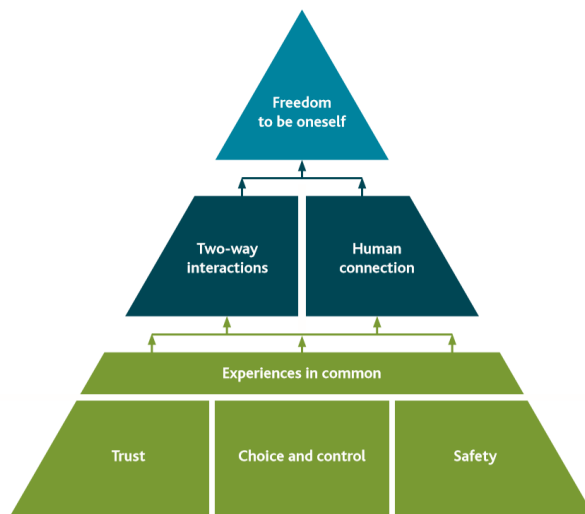 Freedom
to be oneself
Two-way
interactions
Human
connection
Experiences in common
Trust
Choice and control
Safety